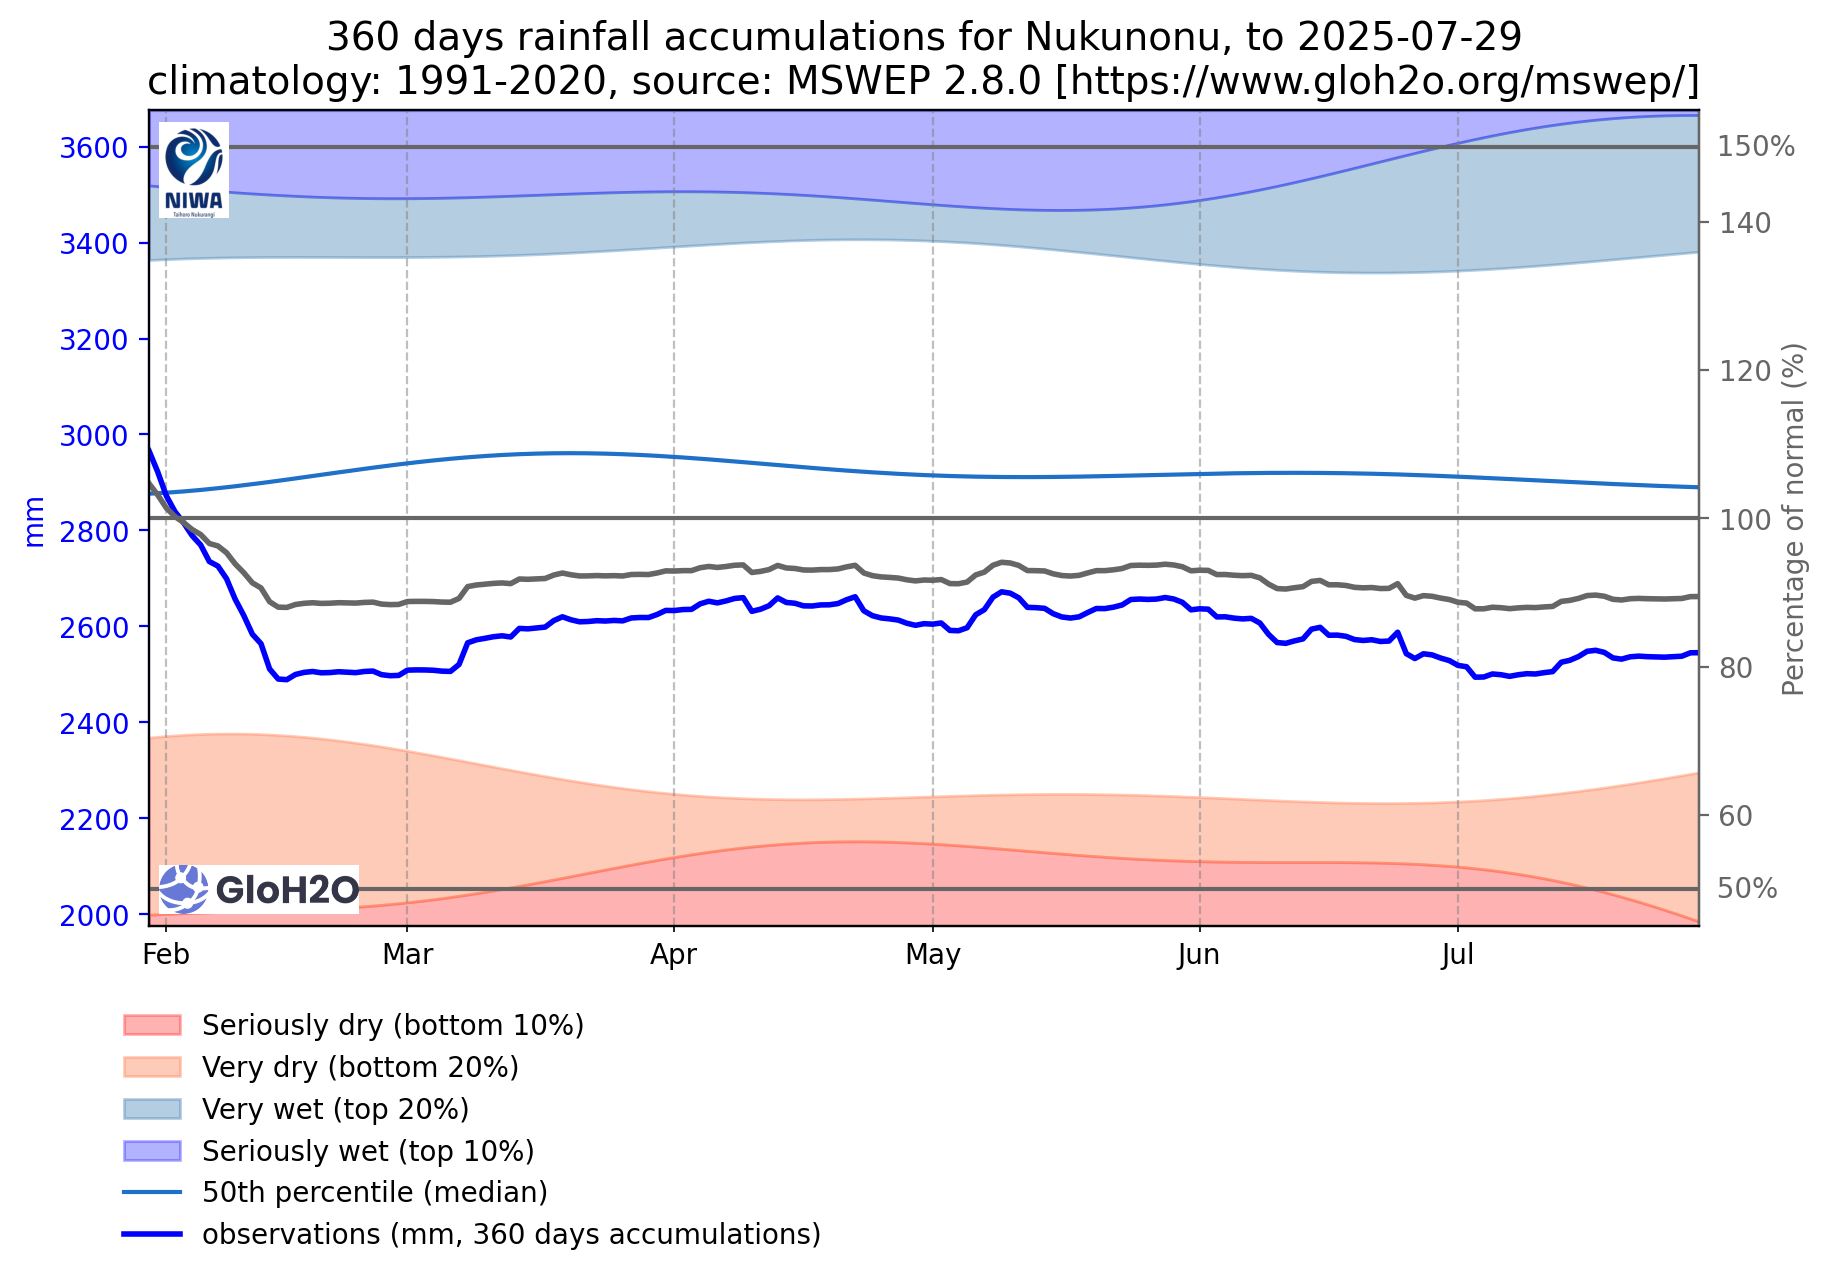 360 days rainfall accumulations for Nukunonu, to 2025-07-29
climatology: 1991-2020, source: MSWEP 2.8.0 [https://www.gloh2o.org/mswep/]
NIWA
Taihoro Nukurangi
3600
3400
3200
3000
2800
2600
2400
2200
2000
mm
150%
140
120
100
80
60
50%
Percentage of normal (%)
GloH2O
Feb Mar Apr May Jun Jul
Seriously dry (bottom 10%)
Very dry (bottom 20%)
Very wet (top 20%)
Seriously wet (top 10%)
50th percentile (median)
observations (mm, 360 days accumulations)